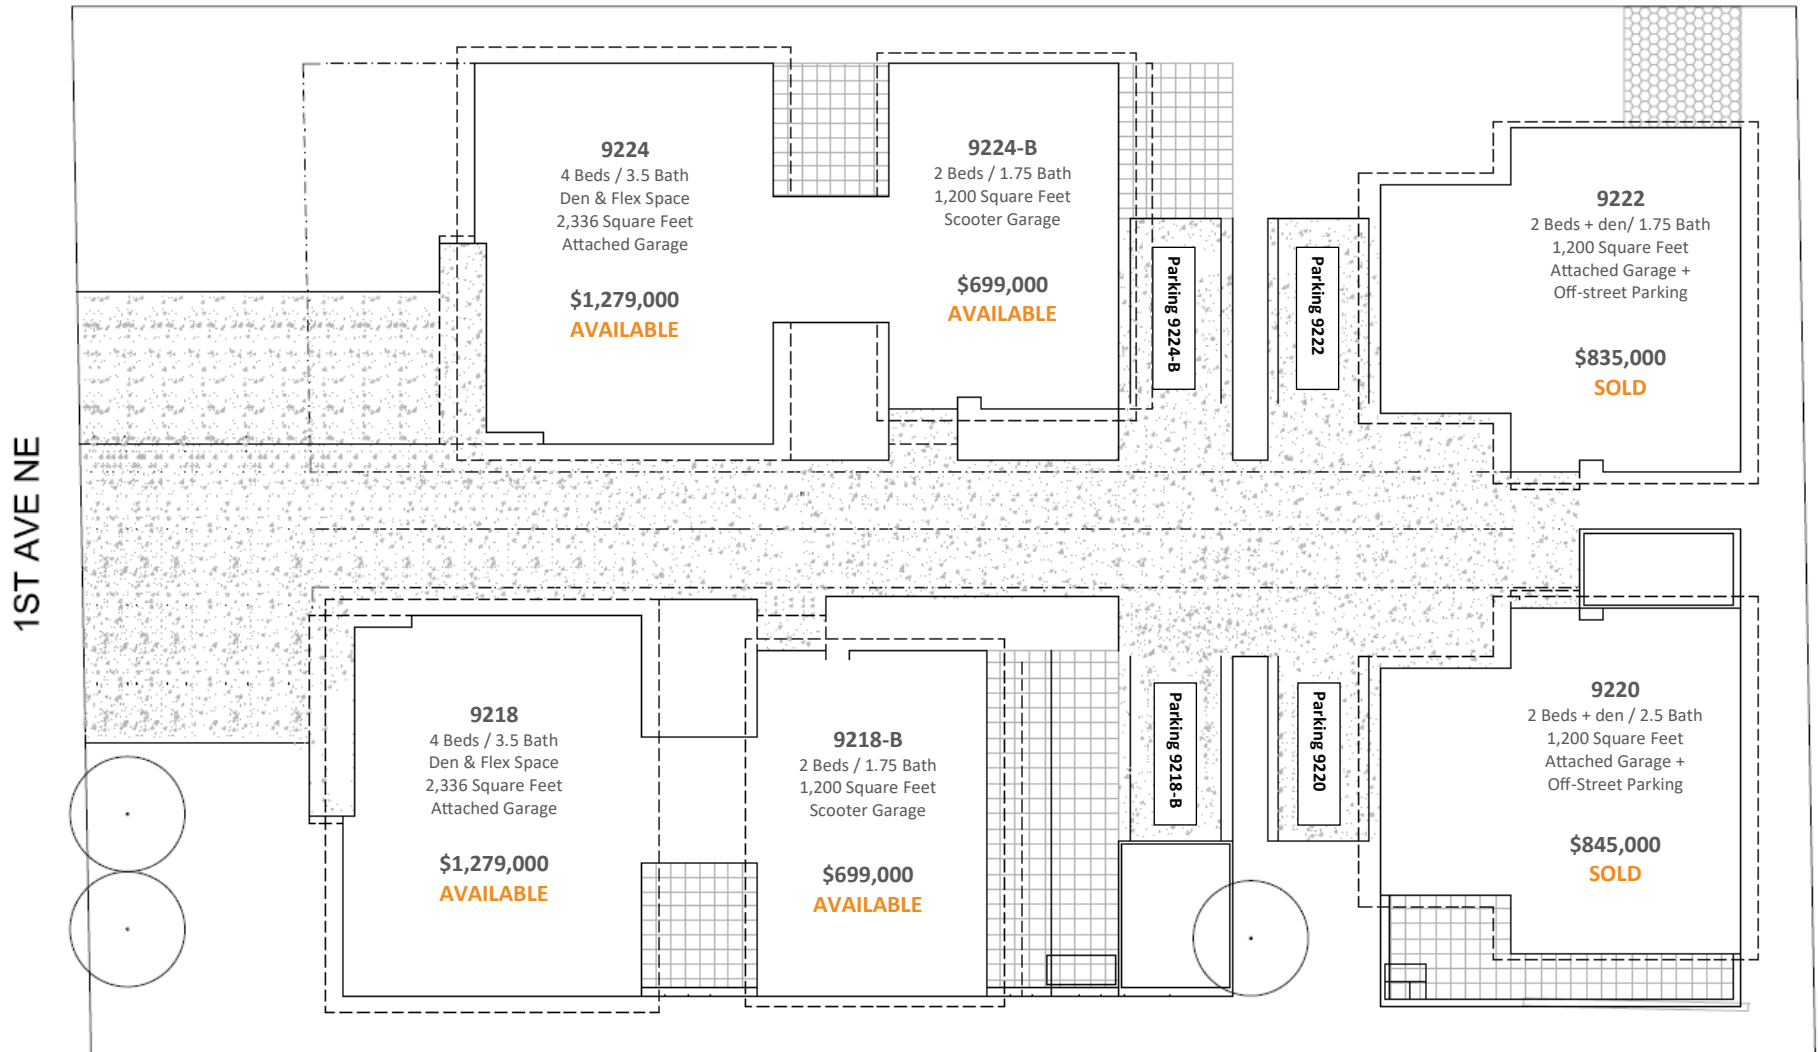 1ST AVE NE
9224
4 Beds / 3.5 Bath
Den & Flex Space
2,336 Square Feet
Attached Garage
$1,279,000
AVAILABLE
9224-B
2 Beds / 1.75 Bath
1,200 Square Feet
Scooter Garage
$699,000
AVAILABLE
Parking 9224-B
Parking 9222
9222
2 Beds + den/ 1.75 Bath
1,200 Square Feet
Attached Garage +
Off-street Parking
$835,000
SOLD
9218
4 Beds / 3.5 Bath
Den & Flex Space
2,336 Square Feet
Attached Garage
$1,279,000
AVAILABLE
9218-B
2 Beds / 1.75 Bath
1,200 Square Feet
Scooter Garage
$699,000
AVAILABLE
Parking 9218-B
Parking 9220
9220
2 Beds + den / 2.5 Bath
1,200 Square Feet
Attached Garage +
Off-Street Parking
$845,000
SOLD